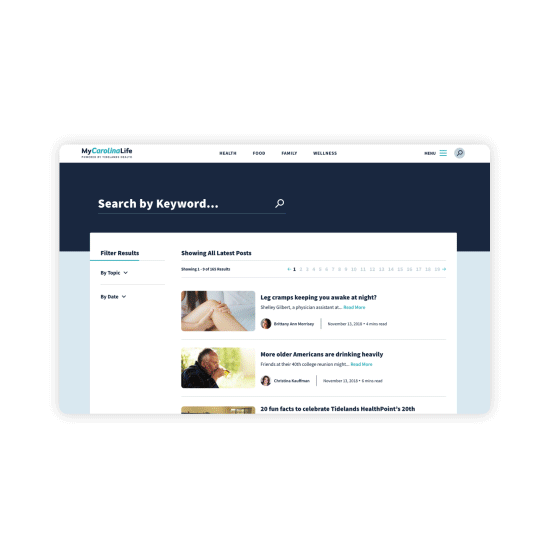 MyCarolinaLife
POWERED BY TIDELANDS HEALTH
HEALTH FOOD FAMILY WELLNESS
MENU
Search by Keyword...
Filter Results
By Topic
By Date
Showing All Latest Posts
Showing 1 - 9 of 165 Results
1 2 3 4 5 6 7 8 9 10 11 12 13 14 15 16 17 18 19
Leg cramps keeping you awake at night?
Shelley Gilbert, a physician assistant at... Read More
Brittany Ann Morrisey
November 13, 2018 • 4 mins read
More older Americans are drinking heavily
Friends at their 40th college reunion might... Read More
Christina Kauffman
November 13, 2018 • 6 mins read
20 fun facts to celebrate Tidelands HealthPoint's 20th